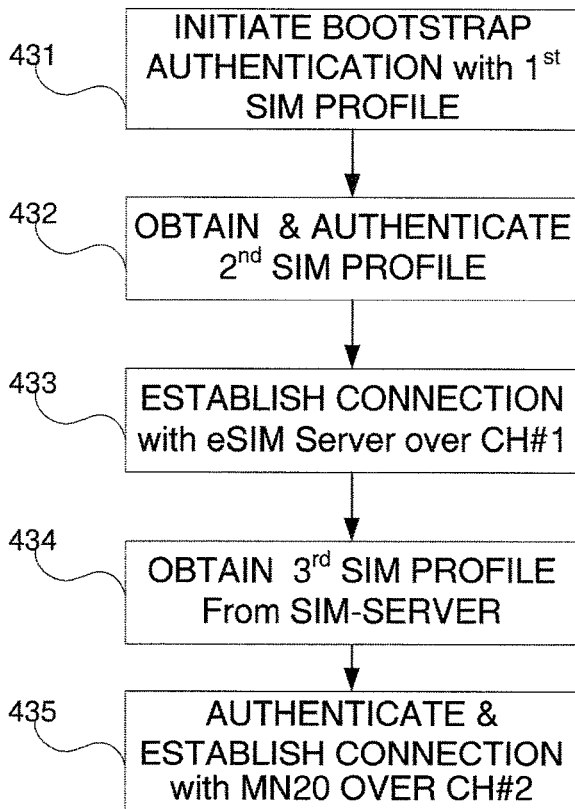 431
INITIATE BOOTSTRAP
AUTHENTICATION with 1st
SIM PROFILE
432
OBTAIN & AUTHENTICATE
2nd SIM PROFILE
433
ESTABLISH CONNECTION
with eSIM Server over CH#1
434
OBTAIN 3rd SIM PROFILE
From SIM-SERVER
435
AUTHENTICATE &
ESTABLISH CONNECTION
with MN20 OVER CH#2